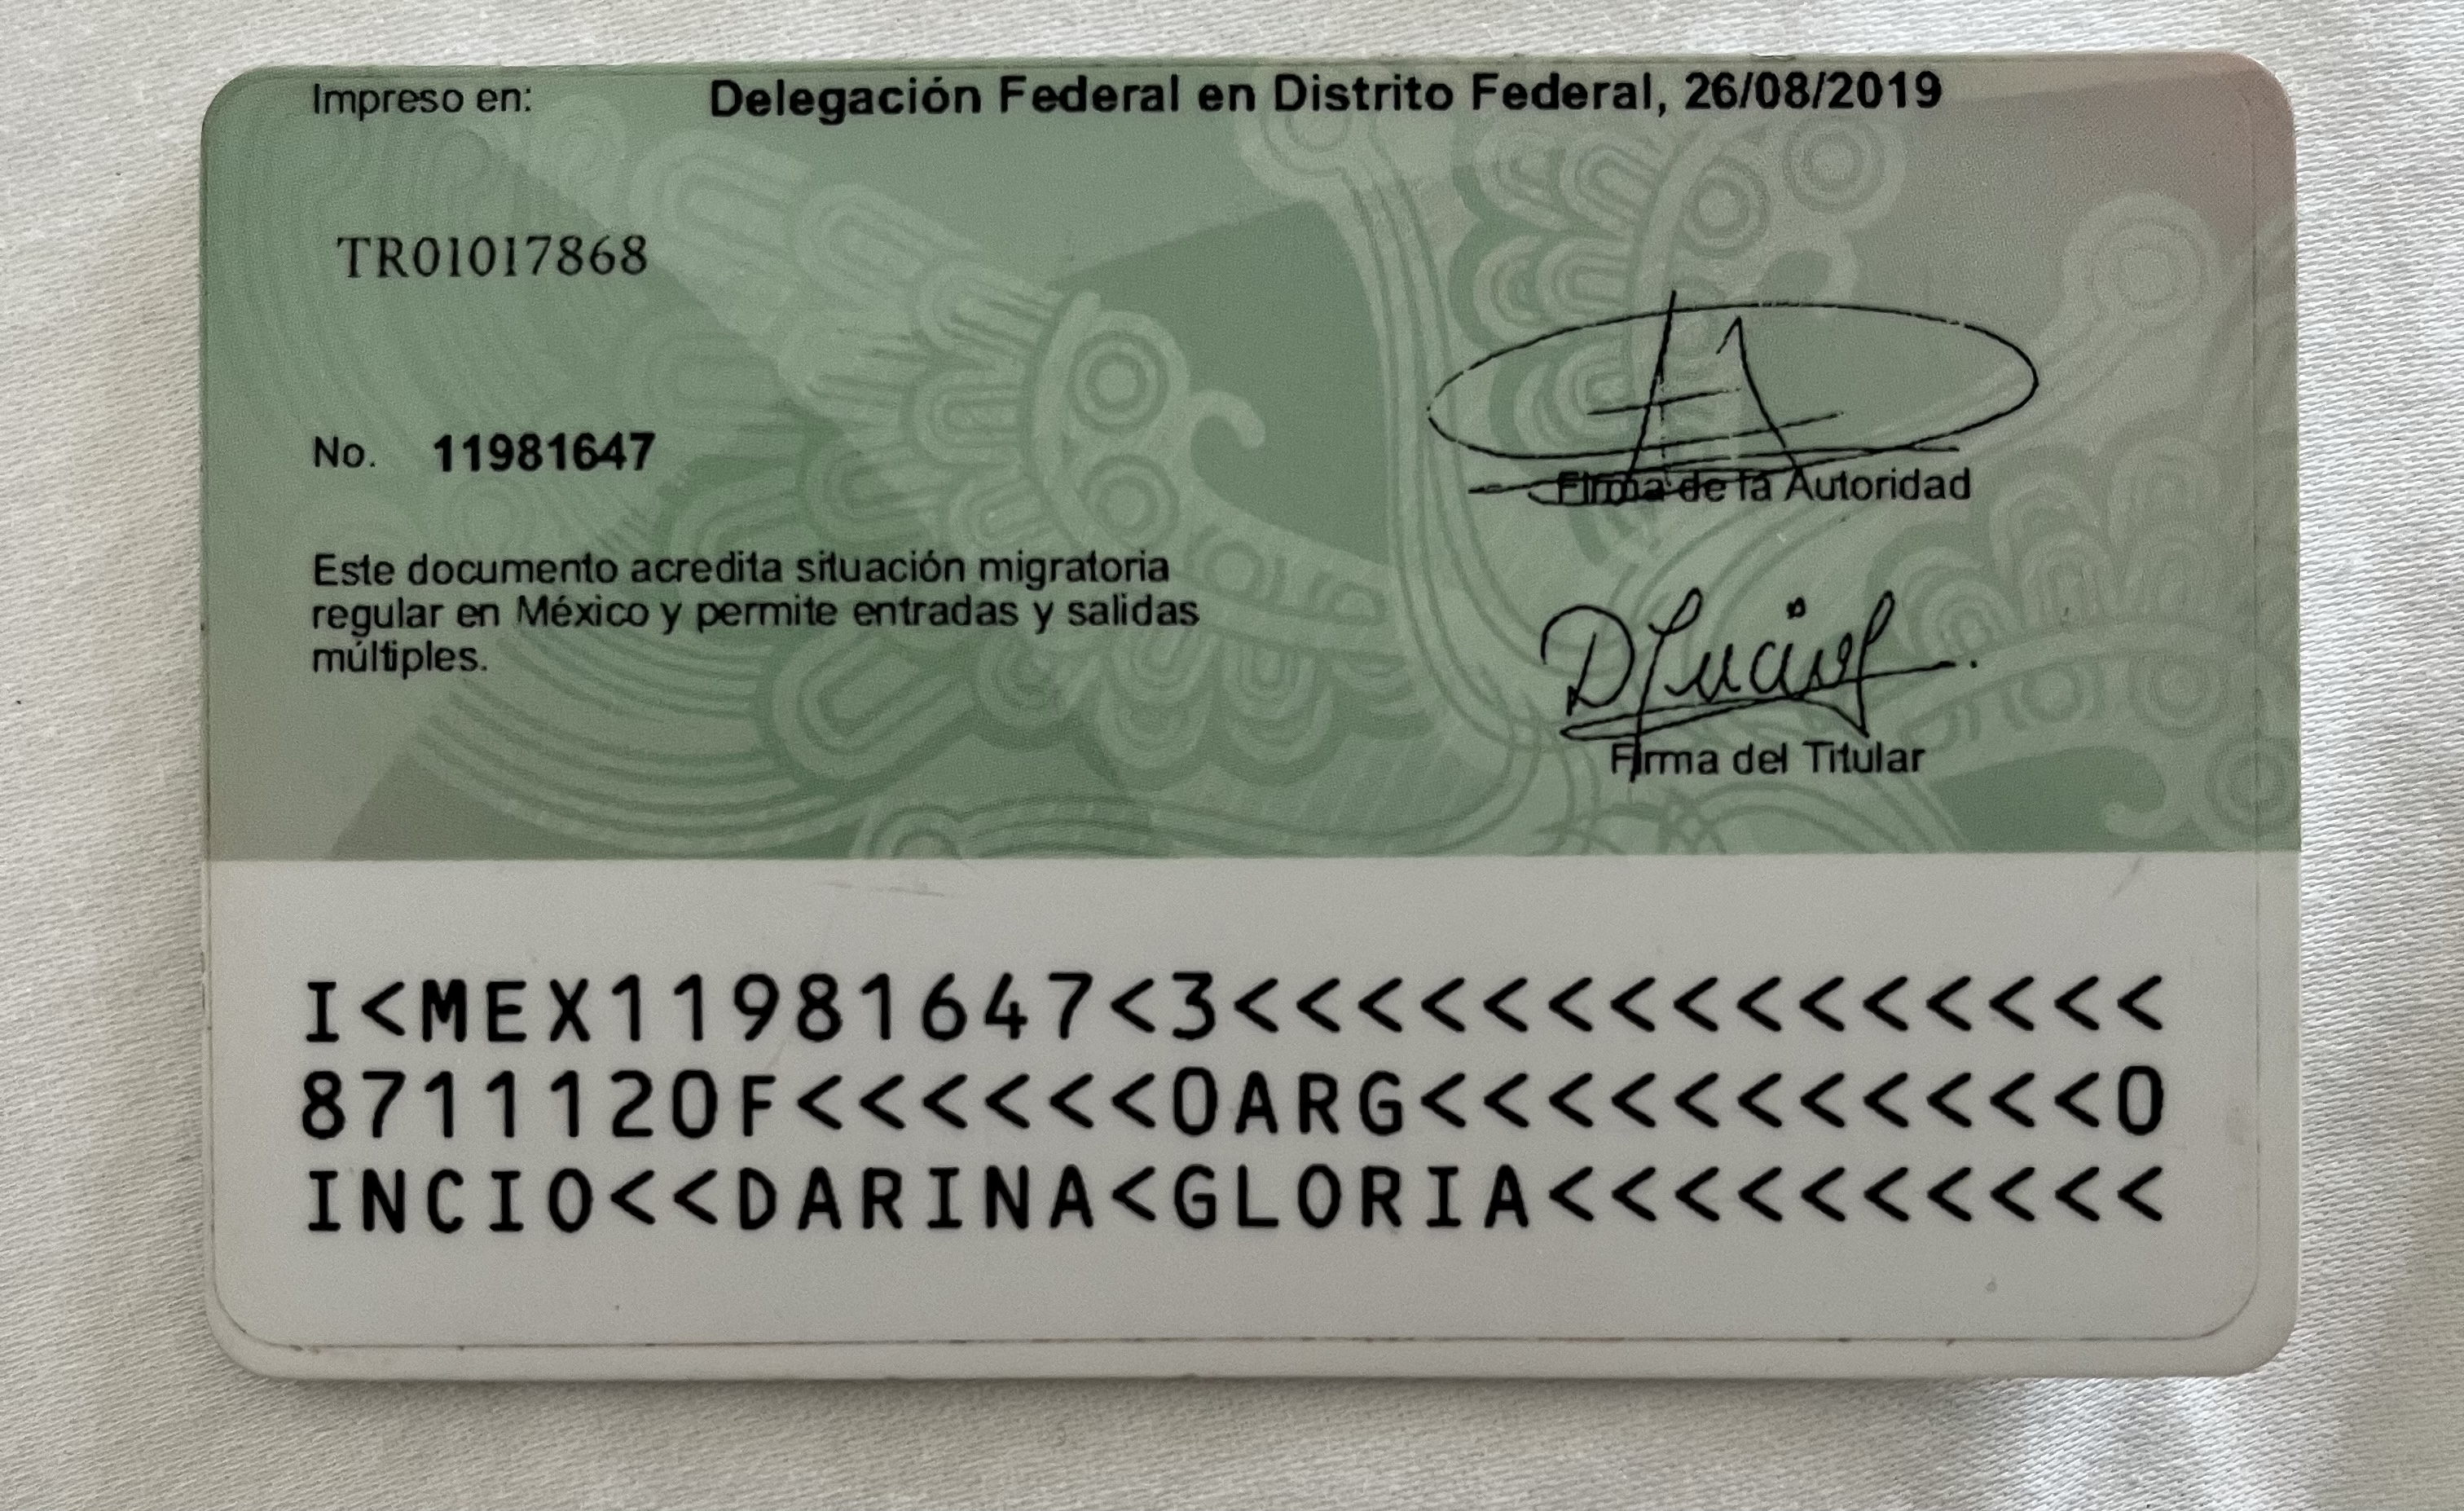 Impreso en: Delegación Federal en Distrito Federal, 26/08/2019
TR01017868
No. 11981647
Este documento acredita situación migratoria
regular en México y permite entradas y salidas
múltiples.
Firma de la Autoridad
Firma del Titular
I<MEX11981647<3<<<<<<<<<<<<<<<
8711120F<<<<<<0ARG<<<<<<<<<<<<0
INCIO<<DARINA<GLORIA<<<<<<<<<<